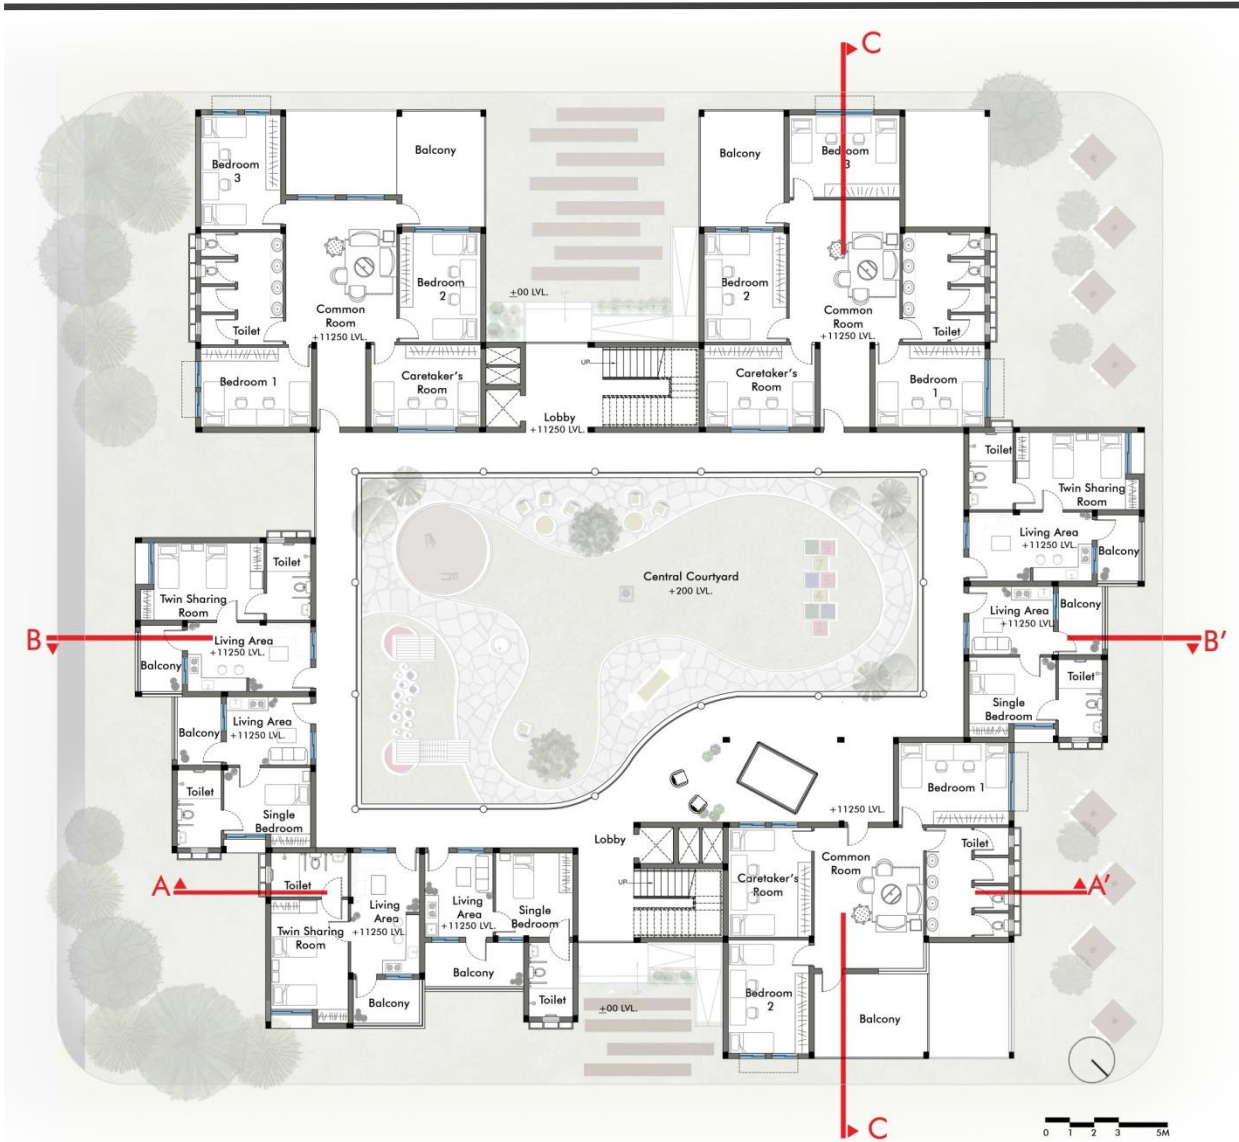 C
Bedroom
3
Balcony
Balcony
Bedroom
3
Bedroom
2
Common
Room
+11250 LVL.
Toilet
±00 LVL.
Bedroom
2
Common
Room
+11250 LVL.
Toilet
Bedroom 1
Caretaker's
Room
UP
Lobby
+11250 LVL.
Caretaker's
Room
Bedroom
1
Toilet
Twin Sharing
Room
Living Area
+11250 LVL.
Balcony
Toilet
Twin Sharing
Room
Central Courtyard
+200 LVL.
Living Area
+11250 LVL.
Balcony
B
Living Area
+11250 LVL.
Balcony
B'
Toilet
Single
Bedroom
Living Area
+11250 LVL.
Balcony
Toilet
Single
Bedroom
Bedroom 1
+11250 LVL.
Lobby
Common
Room
Toilet
A
Toilet
Living
Area
+11250 LVL.
Living
Area
+11250 LVL.
Single
Bedroom
UP
Caretaker's
Room
A'
Twin Sharing
Room
Balcony
Balcony
Toilet
±00 LVL.
Bedroom
2
Balcony
C
0 1 2 3 5M